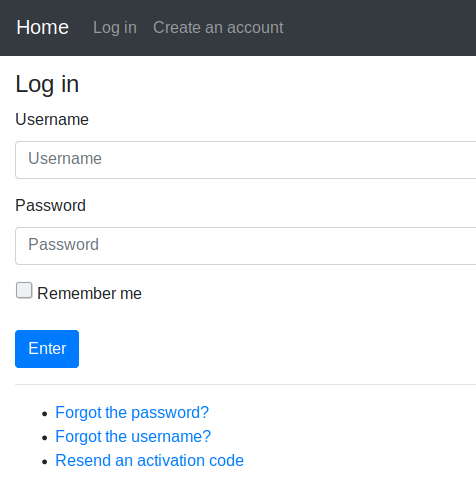 Home Log in Create an account
Log in
Username
Username
Password
Password
Remember me
Enter
Forgot the password?
Forgot the username?
Resend an activation code